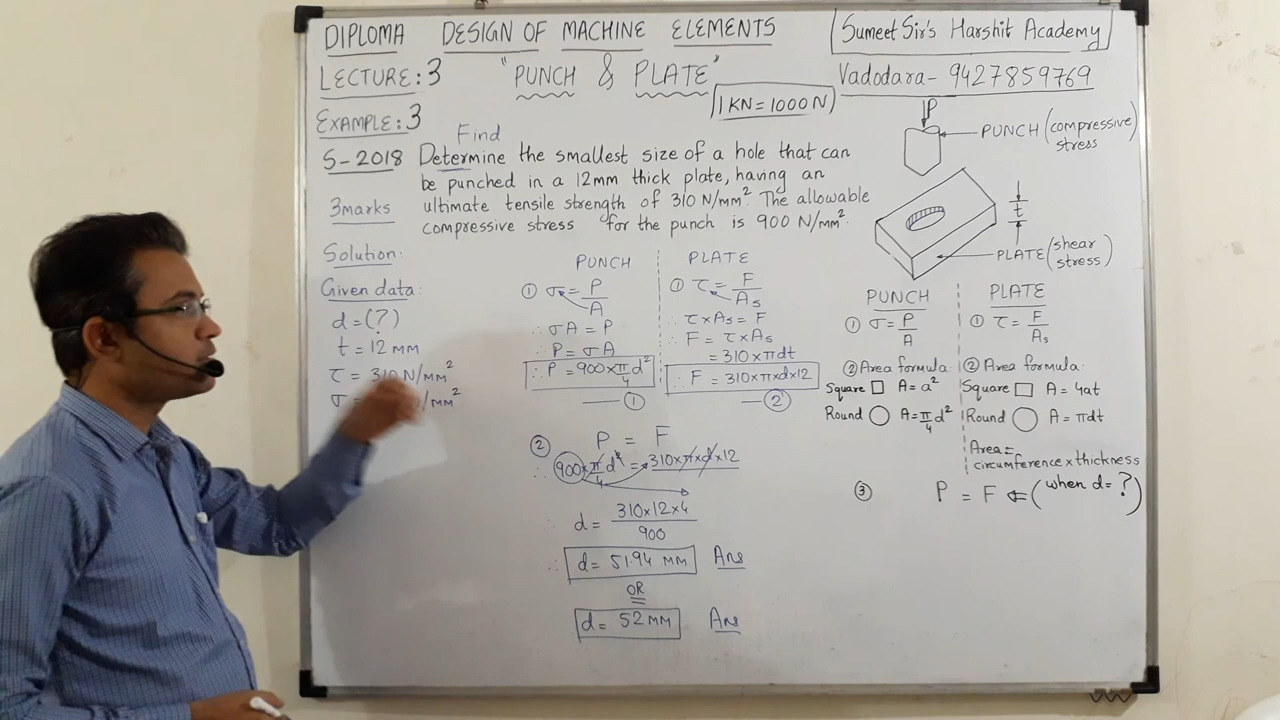 DIPLOMA DESIGN OF MACHINE ELEMENTS
Sumeet Sir's Harshit Academy
LECTURE:3 "PUNCH & PLATE"
Vadodara- 9427859769
1 KN = 1000 N
EXAMPLE:3
Find
S-2018 Determine the smallest size of a hole that can
be punched in a 12mm thick plate, having an
3marks ultimate tensile strength of 310 N/mm². The allowable
compressive stress for the punch is 900 N/mm².
P
PUNCH (compressive
stress)
t
PLATE (shear
stress)
Solution:
Given data:
d = (?)
t = 12 MM
τ = 310 N/MM²
σ = /MM²
PUNCH
① σ = P/A
∴ σA = P
∴ P = σA
∴ P = 900×π/4 d²
①
PLATE
① τ = F/As
∴ τ×As = F
∴ F = τ×As
= 310×πdt
∴ F = 310×π×d×12
②
② P = F
∴ 900×π/4 d² = 310×π×d×12
∴ d = 310×12×4/900
∴ d = 51.94 MM Ans
OR
d = 52 MM Ans
PUNCH
① σ = P/A
② Area formula:
Square □ A = a²
Round ○ A = π/4 d²
PLATE
① τ = F/As
② Area formula:
Square □ A = 4at
Round ○ A = πdt
Area =
circumference × thickness
③ P = F ⇐ (when d = ?)